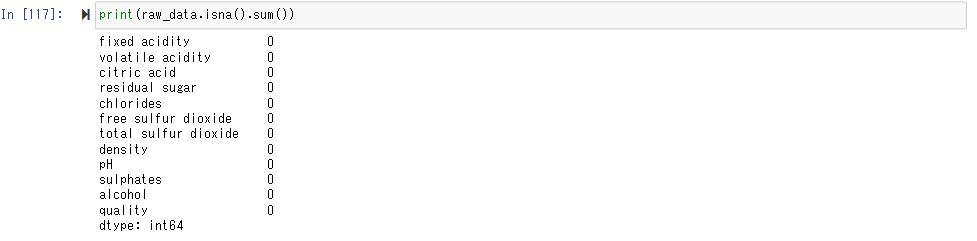 In [117]: print(raw_data.isna().sum())
fixed acidity 0
volatile acidity 0
citric acid 0
residual sugar 0
chlorides 0
free sulfur dioxide 0
total sulfur dioxide 0
density 0
pH 0
sulphates 0
alcohol 0
quality 0
dtype: int64